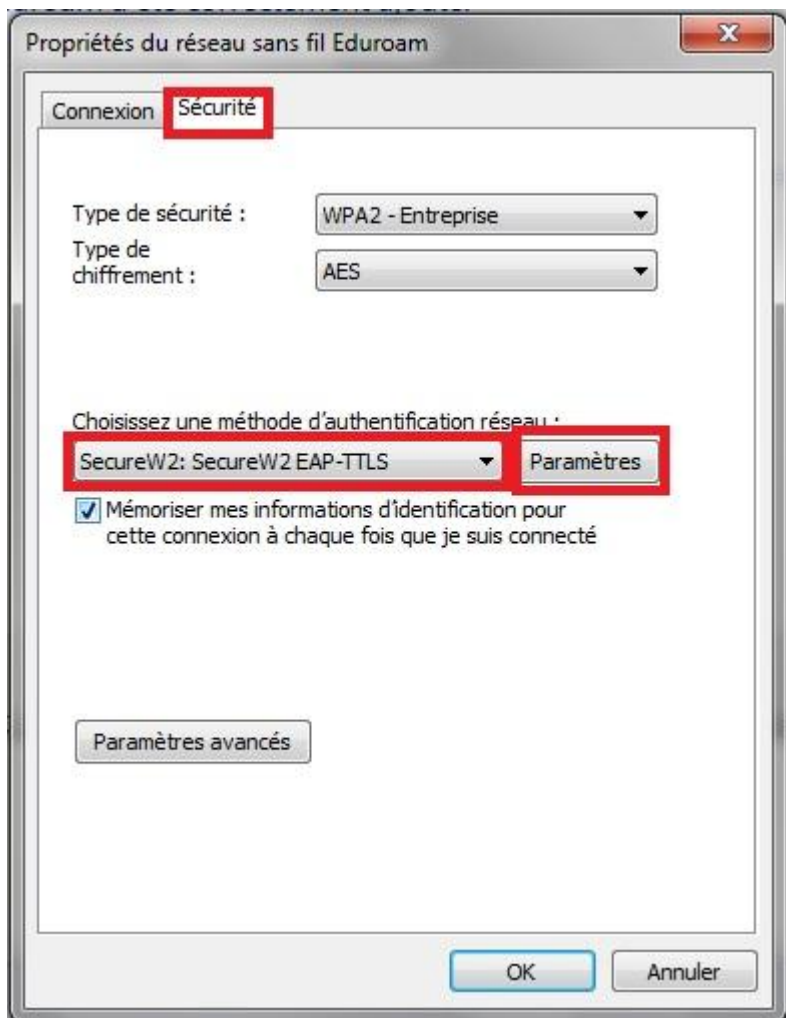 Propriétés du réseau sans fil Eduroam
Connexion
Sécurité
Type de sécurité :
WPA2 - Entreprise
Type de
chiffrement :
AES
Choisissez une méthode d'authentification réseau :
SecureW2: SecureW2 EAP-TTLS
Paramètres
Mémoriser mes informations d'identification pour
cette connexion à chaque fois que je suis connecté
Paramètres avancés
OK
Annuler